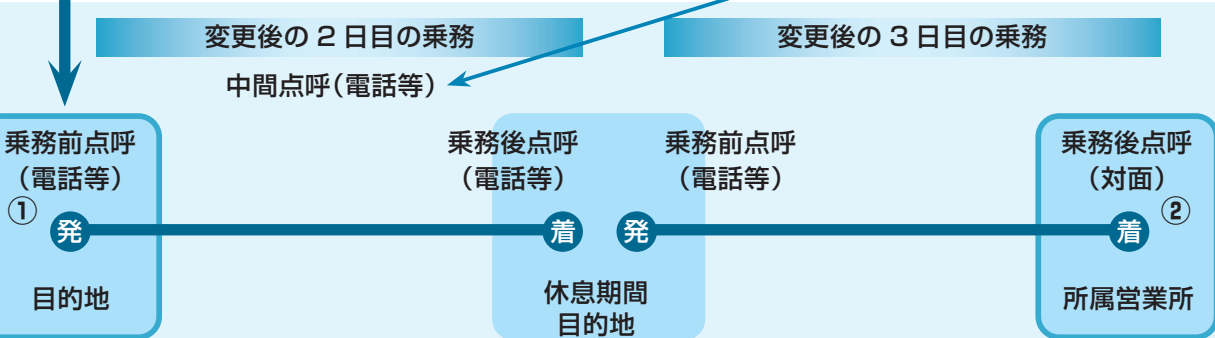 変更後の2日目の乗務
変更後の3日目の乗務
中間点呼(電話等)
乗務前点呼
(電話等)
①
発
目的地
乗務後点呼
(電話等)
着
乗務前点呼
(電話等)
発
休息期間
目的地
乗務後点呼
(対面)
②
着
所属営業所